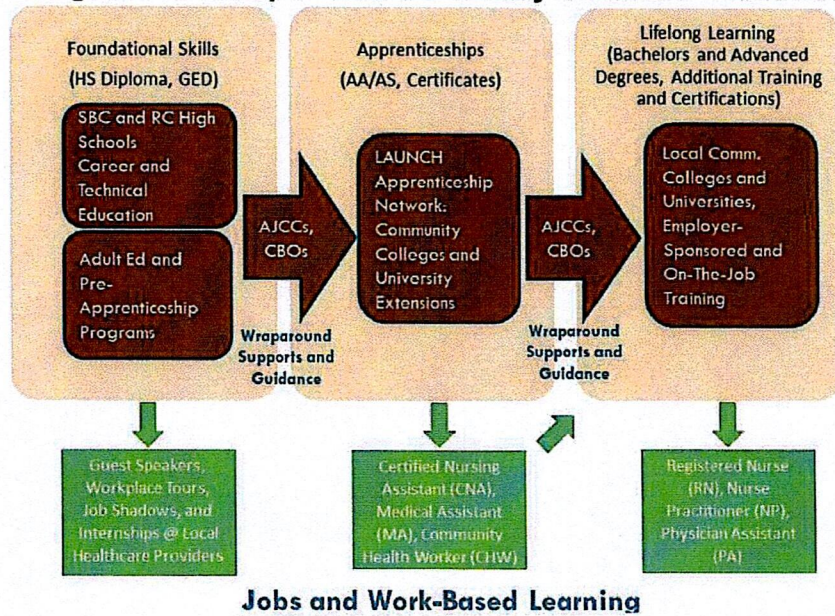 Foundational Skills
(HS Diploma, GED)
SBC and RC High
Schools
Career and
Technical
Education
Adult Ed and
Pre-
Apprenticeship
Programs
AJCCs,
CBOs
Wraparound
Supports and
Guidance
Apprenticeships
(AA/AS, Certificates)
LAUNCH
Apprenticeship
Network:
Community
Colleges and
University
Extensions
AJCCs,
CBOs
Wraparound
Supports and
Guidance
Lifelong Learning
(Bachelors and Advanced
Degrees, Additional Training
and Certifications)
Local Comm.
Colleges and
Universities,
Employer-
Sponsored and
On-The-Job
Training
Guest Speakers,
Workplace Tours,
Job Shadows, and
Internships @ Local
Healthcare Providers
Certified Nursing
Assistant (CNA),
Medical Assistant
(MA), Community
Health Worker (CHW)
Registered Nurse
(RN), Nurse
Practitioner (NP),
Physician Assistant
(PA)
Jobs and Work-Based Learning